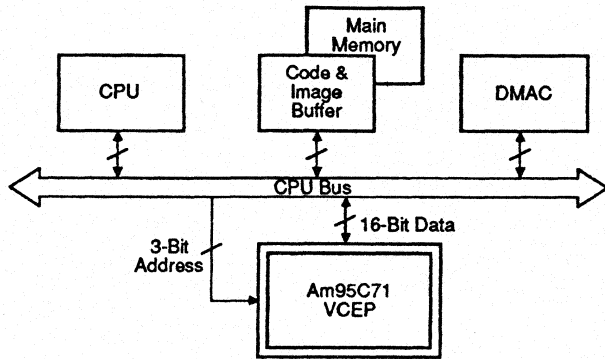 Main
Memory
CPU
Code &
Image
Buffer
DMAC
CPU Bus
16-Bit Data
3-Bit
Address
Am95C71
VCEP